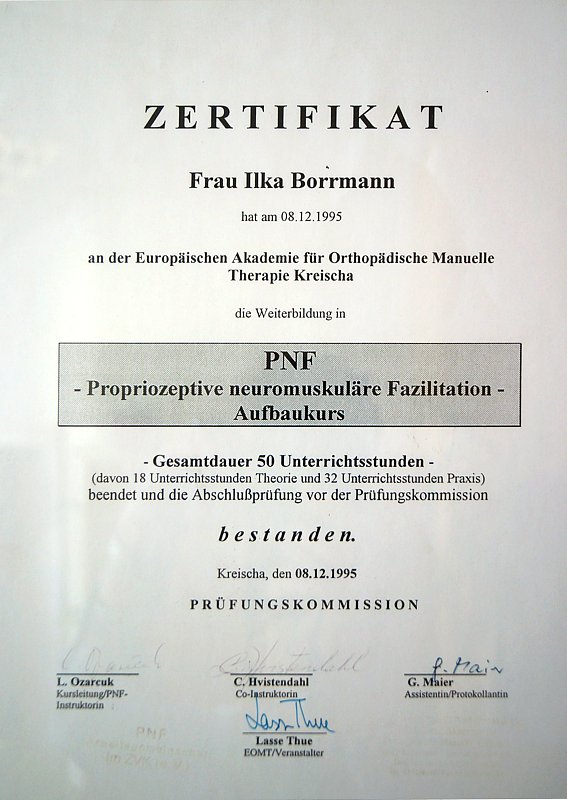 ZERTIFIKAT
Frau Ilka Borrmann
hat am 08.12.1995
an der Europäischen Akademie für Orthopädische Manuelle
Therapie Kreischa
die Weiterbildung in
PNF
- Propriozeptive neuromuskuläre Fazilitation -
Aufbaukurs
- Gesamtdauer 50 Unterrichtsstunden -
(davon 18 Unterrichtsstunden Theorie und 32 Unterrichtsstunden Praxis)
beendet und die Abschlußprüfung vor der Prüfungskommission
bestanden.
Kreischa, den 08.12.1995
PRÜFUNGSKOMMISSION
G. Maier
L. Ozarcuk
C. Hvistendahl
G. Maier
Kursleitung/PNF-
Instruktorin
Co-Instruktorin
Assistentin/Protokollantin
Lasse Thue
Lasse Thue
EOMT/Veranstalter
PNF